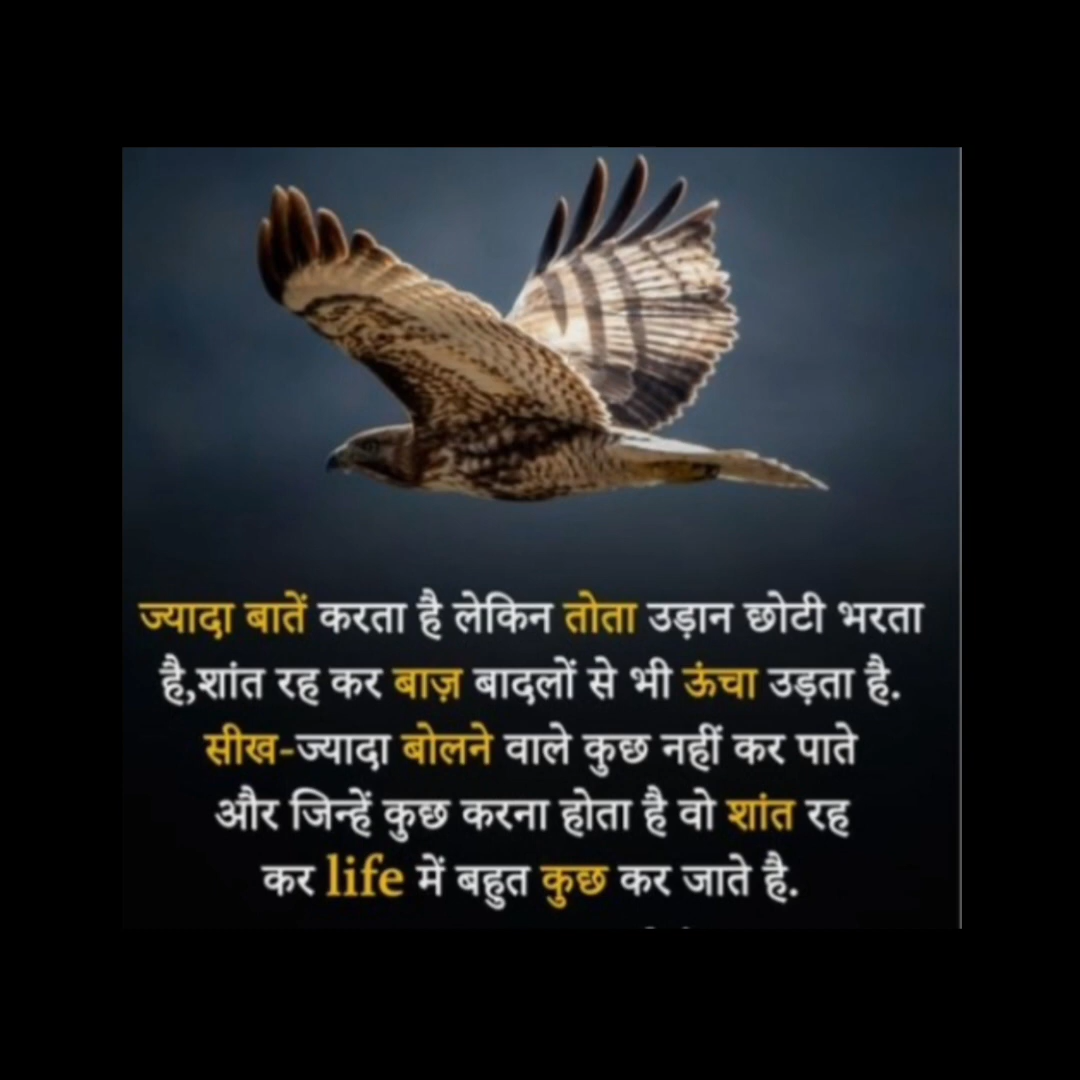 ज्यादा बातें करता है लेकिन तोता उड़ान छोटी भरता
है,शांत रह कर बाज़ बादलों से भी ऊंचा उड़ता है.
सीख-ज्यादा बोलने वाले कुछ नहीं कर पाते
और जिन्हें कुछ करना होता है वो शांत रह
कर life में बहुत कुछ कर जाते है.